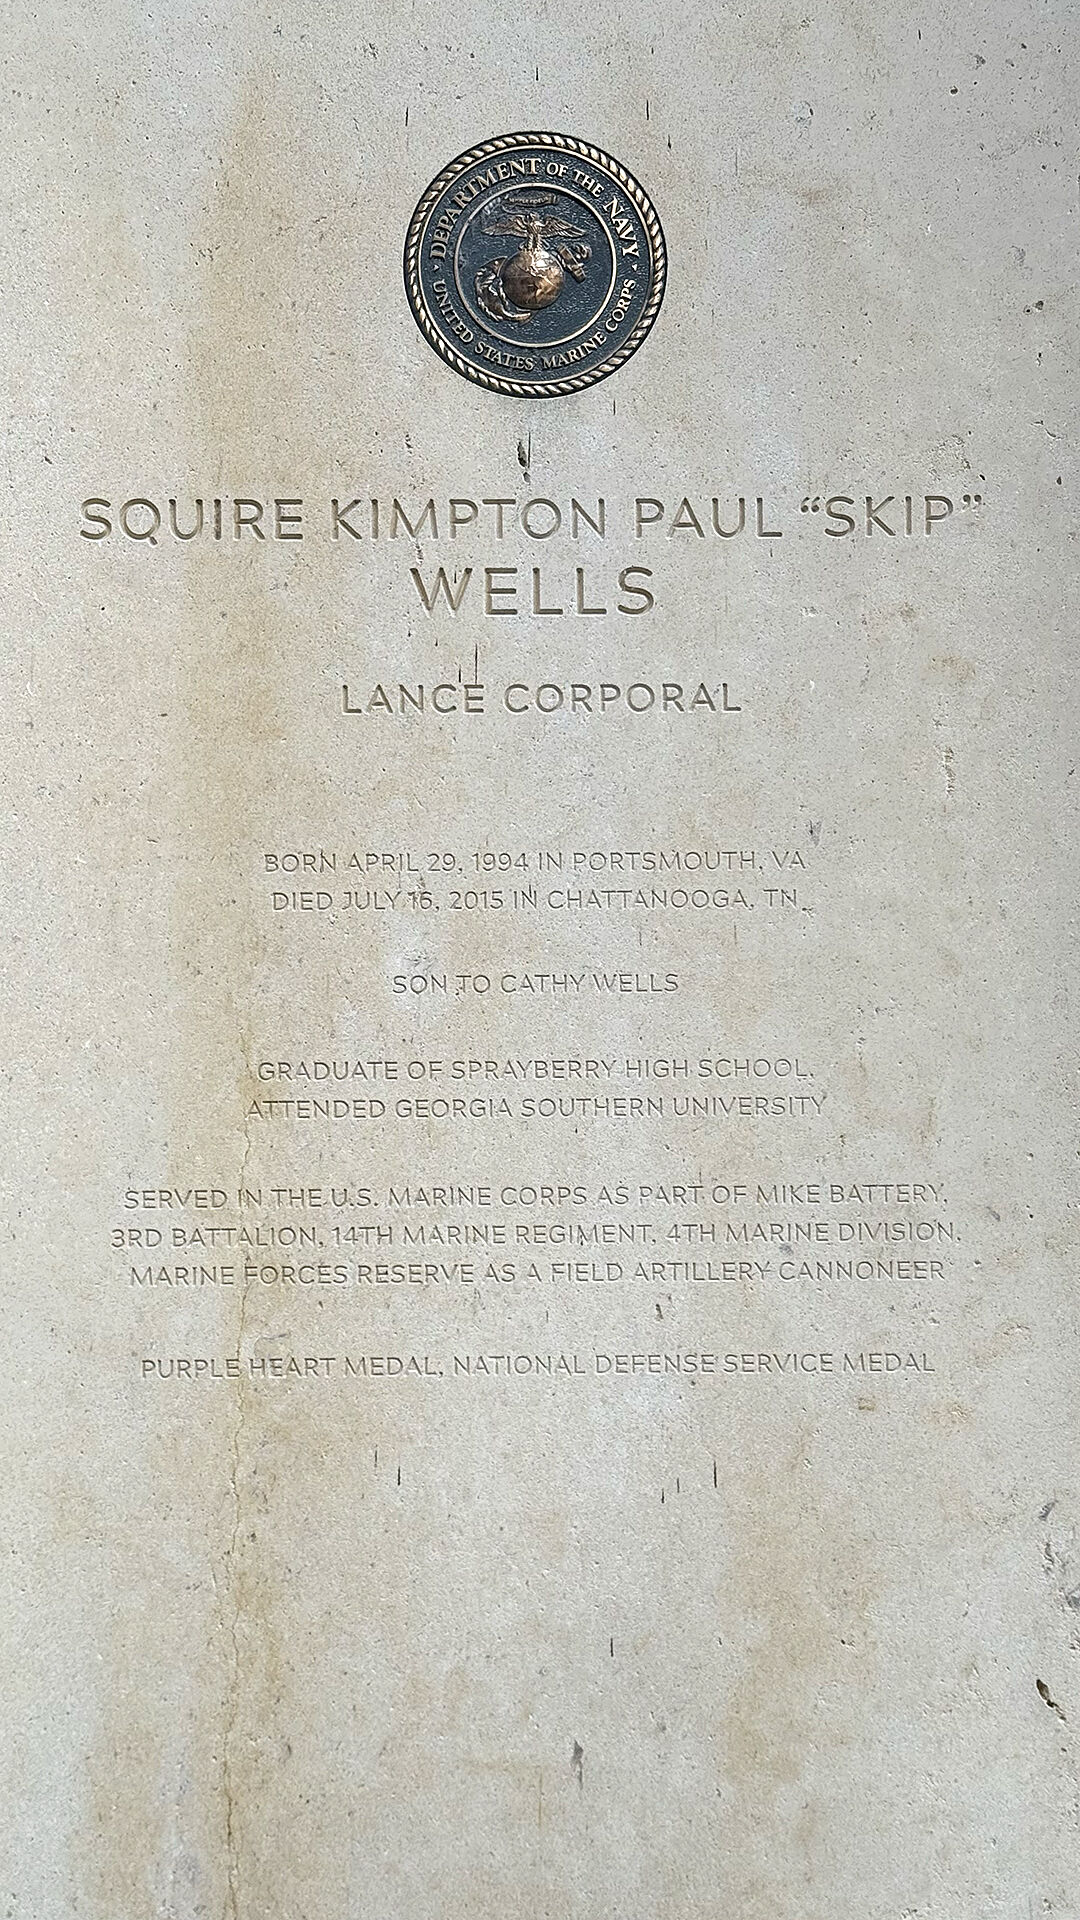 DEPARTMENT OF THE NAVY
UNITED STATES MARINE CORPS
SQUIRE KIMPTON PAUL “SKIP”
WELLS
LANCE CORPORAL
BORN APRIL 29, 1994 IN PORTSMOUTH, VA
DIED JULY 16, 2015 IN CHATTANOOGA, TN
SON TO CATHY WELLS
GRADUATE OF SPRAYBERRY HIGH SCHOOL,
ATTENDED GEORGIA SOUTHERN UNIVERSITY
SERVED IN THE U.S. MARINE CORPS AS PART OF MIKE BATTERY,
3RD BATTALION, 14TH MARINE REGIMENT, 4TH MARINE DIVISION,
MARINE FORCES RESERVE AS A FIELD ARTILLERY CANNONEER
PURPLE HEART MEDAL, NATIONAL DEFENSE SERVICE MEDAL